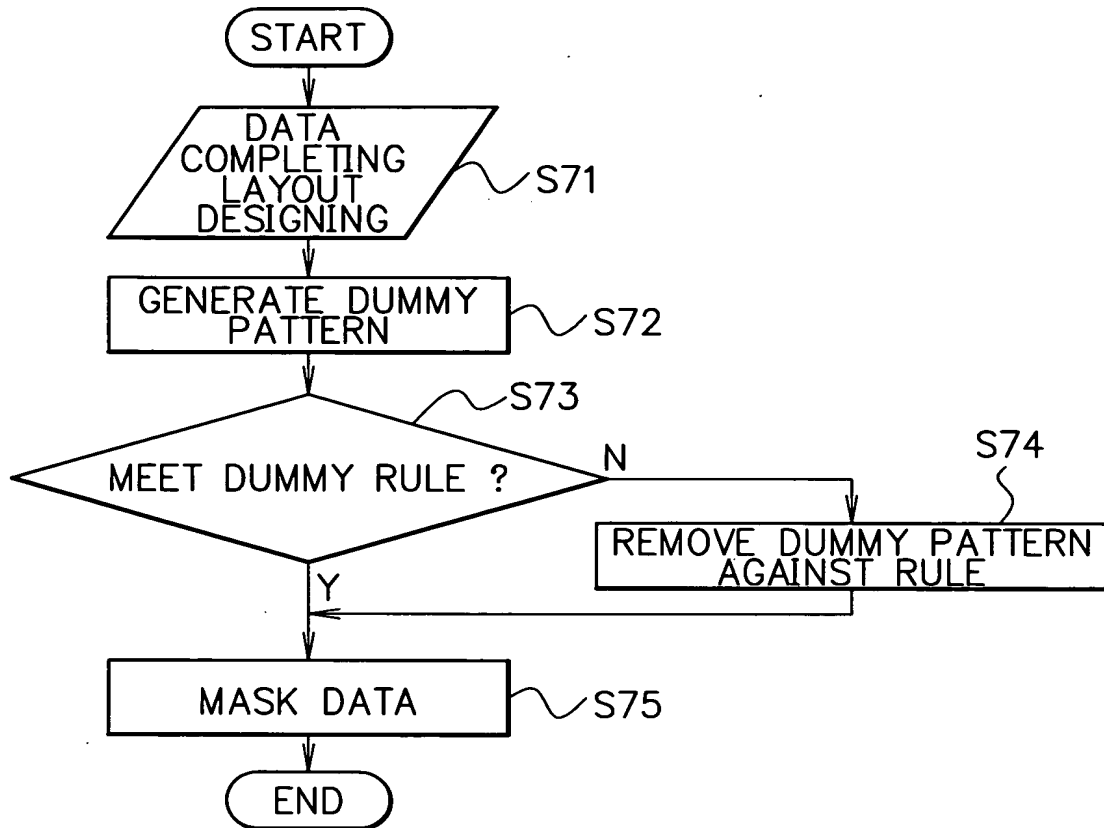 START
DATA
COMPLETING
LAYOUT
DESIGNING
S71
GENERATE DUMMY
PATTERN
S72
S73
MEET DUMMY RULE ?
N
S74
REMOVE DUMMY PATTERN
AGAINST RULE
Y
MASK DATA
S75
END